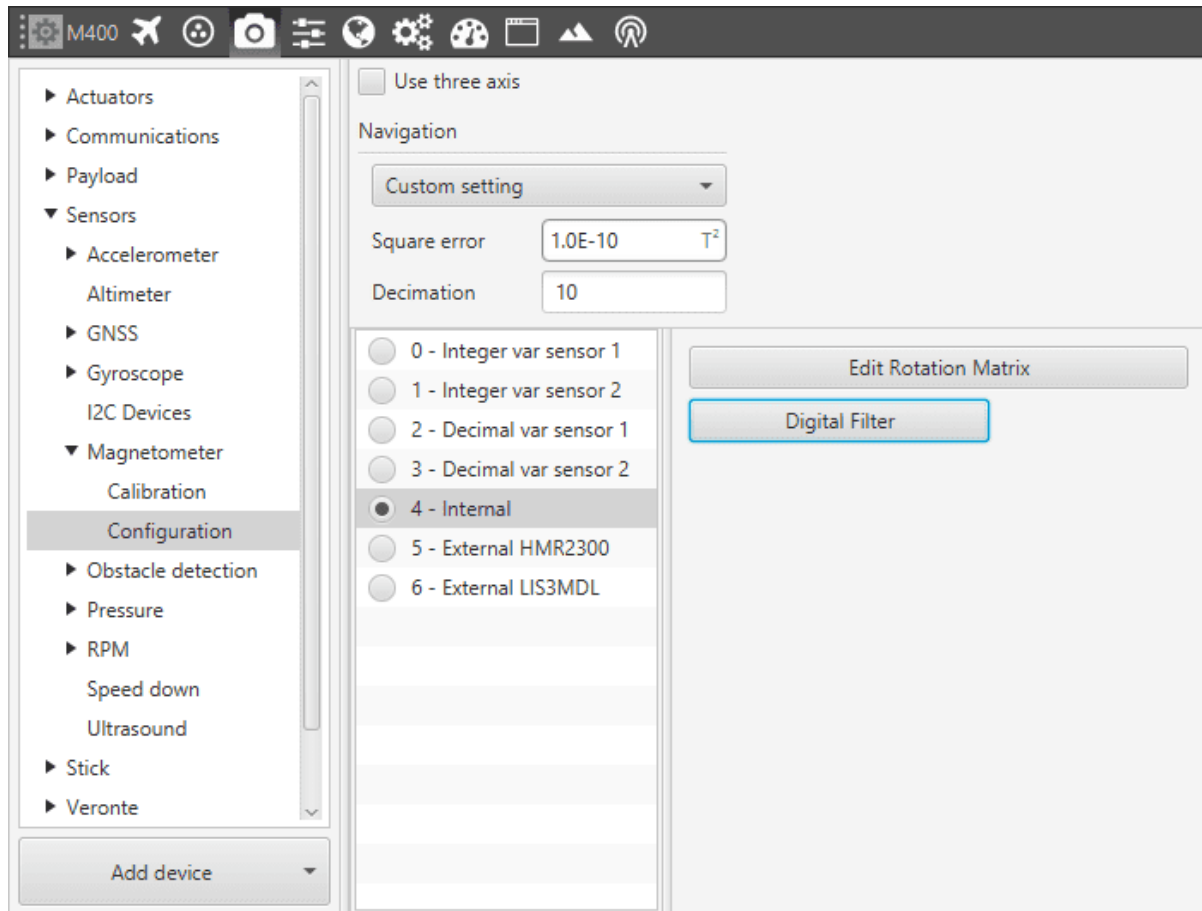 M400
Actuators
Communications
Payload
Sensors
Accelerometer
Altimeter
GNSS
Gyroscope
I2C Devices
Magnetometer
Calibration
Configuration
Obstacle detection
Pressure
RPM
Speed down
Ultrasound
Stick
Veronte
Add device
Use three axis
Navigation
Custom setting
Square error 1.0E-10 T²
Decimation 10
0 - Integer var sensor 1
1 - Integer var sensor 2
2 - Decimal var sensor 1
3 - Decimal var sensor 2
4 - Internal
5 - External HMR2300
6 - External LIS3MDL
Edit Rotation Matrix
Digital Filter